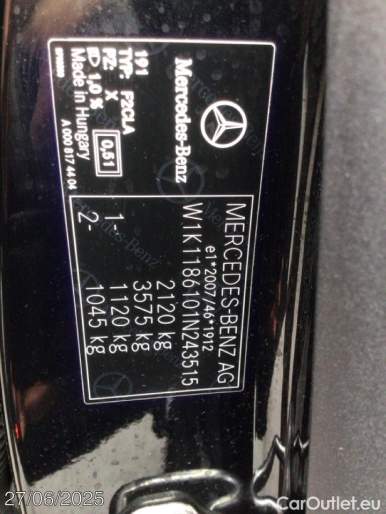 MERCEDES-BENZ AG
e1*2007/46*1912
W1K1186101N243515
2120 kg
3575 kg
1- 1120 kg
2- 1045 kg
Mercedes-Benz
191
TYP: F2CLA
PZ: X
1,0 % 0,51
Made in Hungary
A 000 817 44 04
27/06/2025
CarOutlet.eu